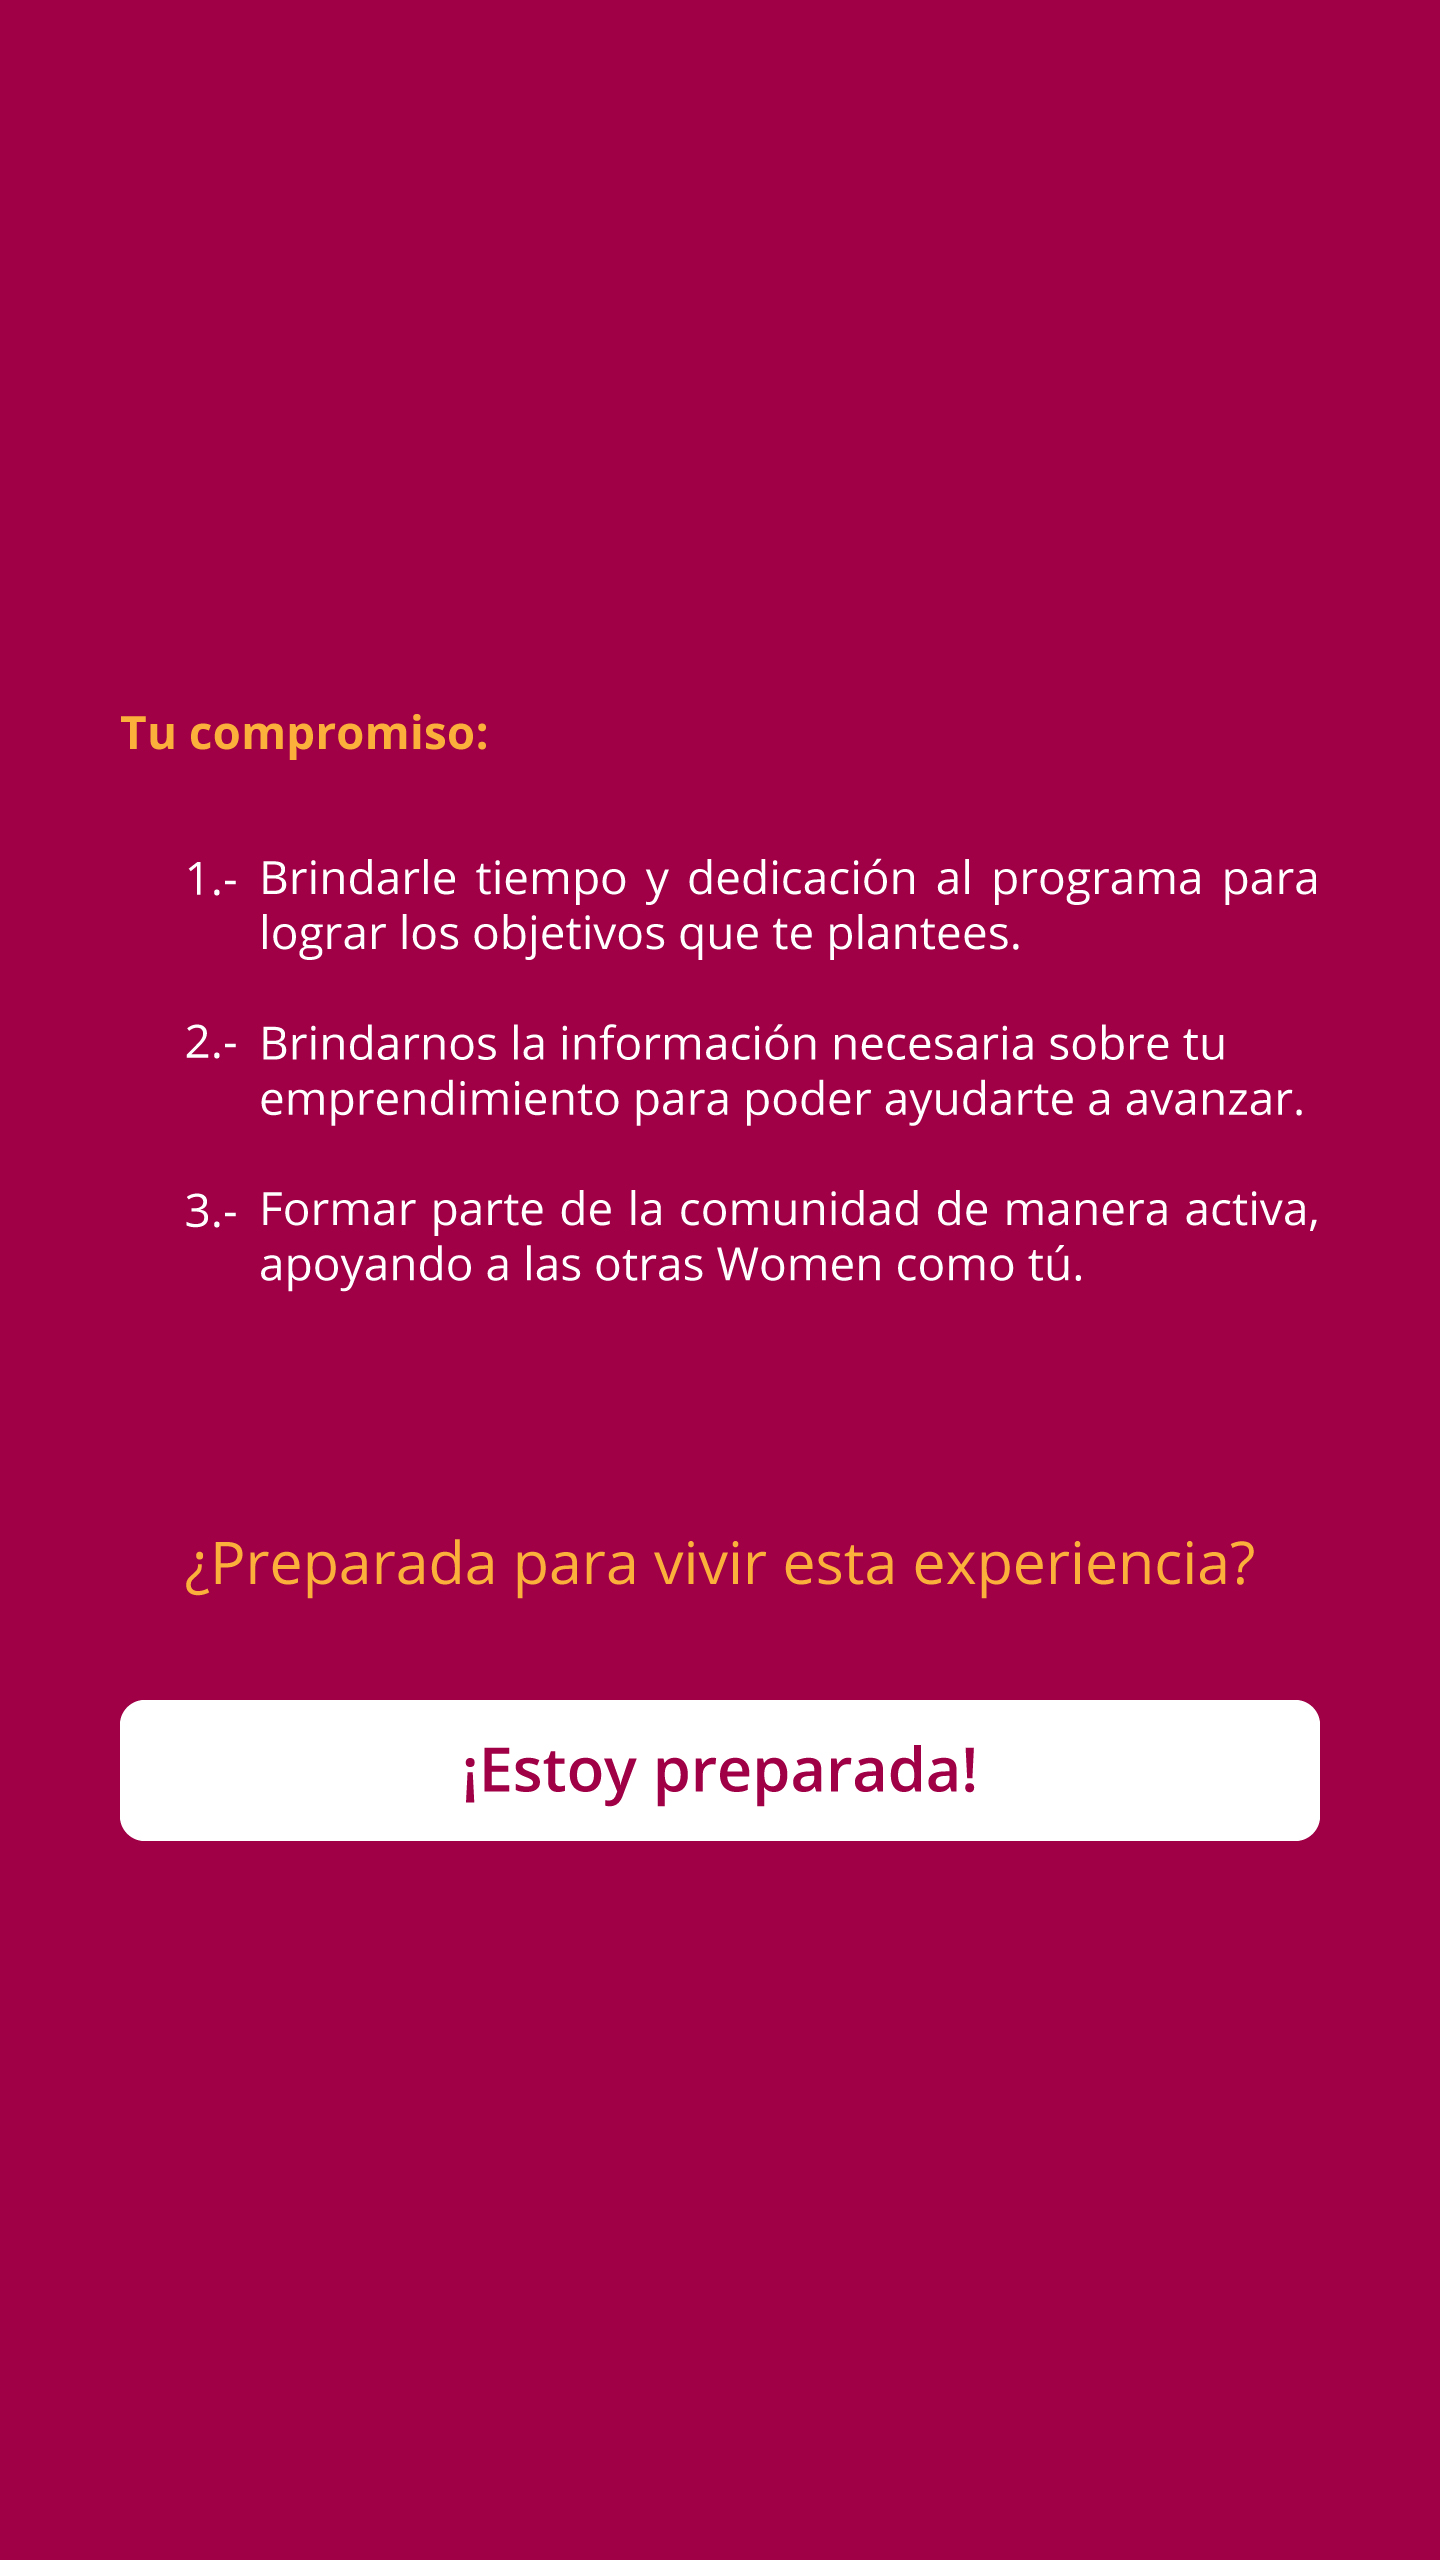 Tu compromiso:
1.- Brindarle tiempo y dedicación al programa para
lograr los objetivos que te plantees.
2.- Brindarnos la información necesaria sobre tu
emprendimiento para poder ayudarte a avanzar.
3.- Formar parte de la comunidad de manera activa,
apoyando a las otras Women como tú.
¿Preparada para vivir esta experiencia?
¡Estoy preparada!